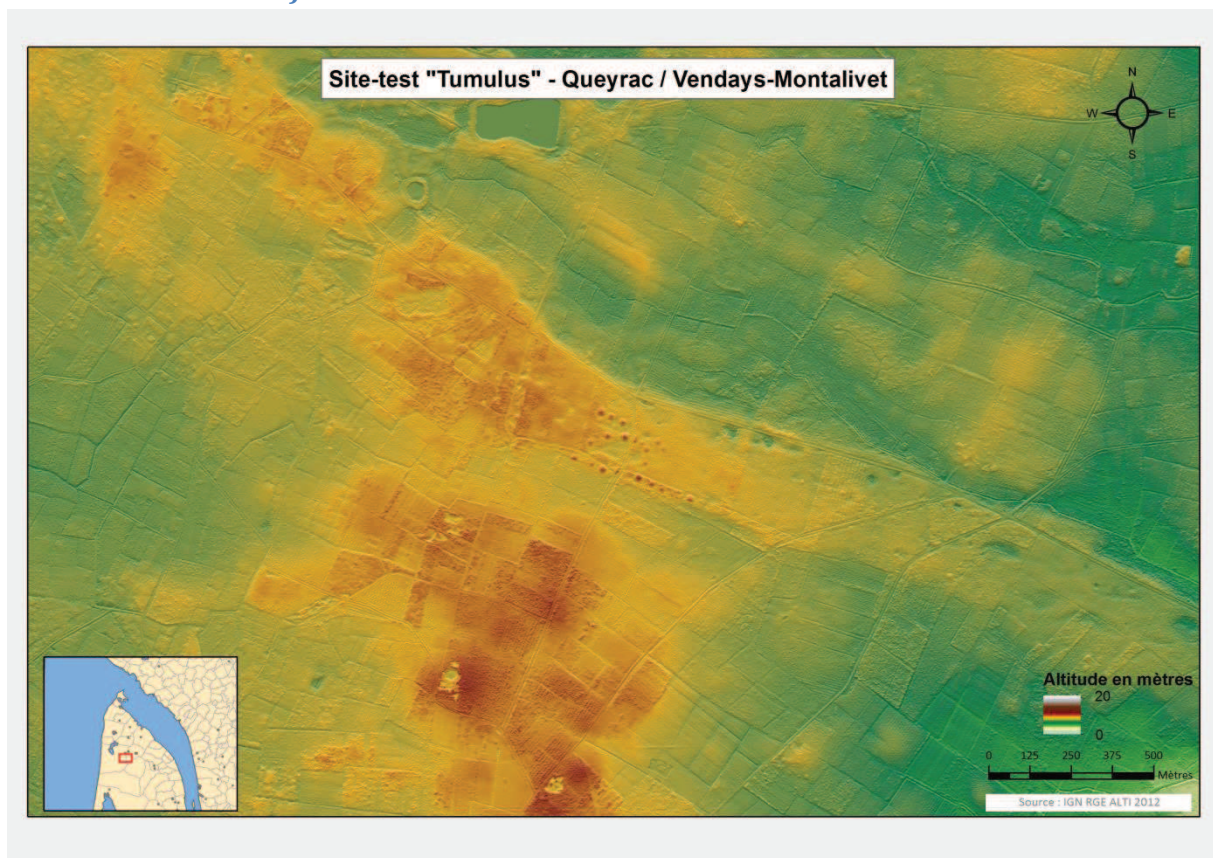 Site-test "Tumulus" - Queyrac / Vendays-Montalivet
N
W E
S
Altitude en mètres
20
0
0 125 250 375 500
Mètres
Source : IGN RGE ALTI 2012